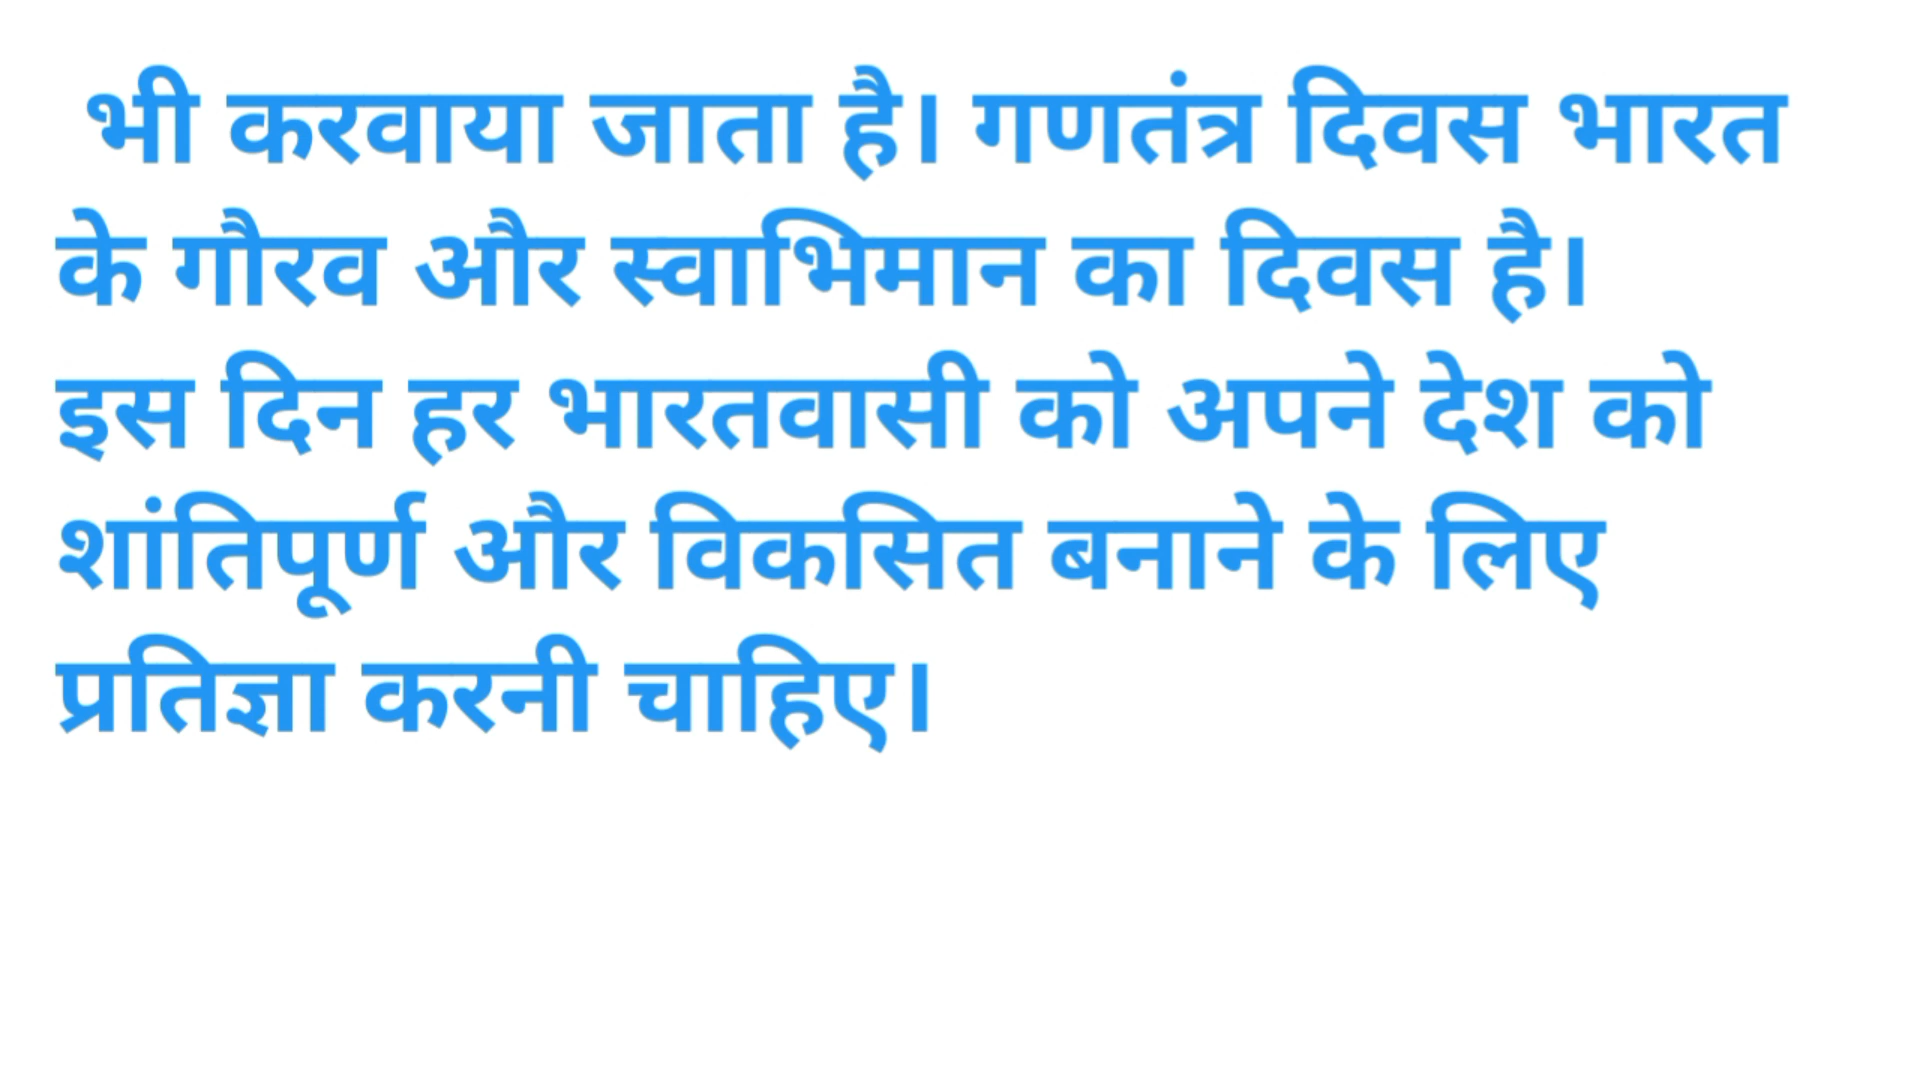 भी करवाया जाता है। गणतंत्र दिवस भारत
के गौरव और स्वाभिमान का दिवस है।
इस दिन हर भारतवासी को अपने देश को
शांतिपूर्ण और विकसित बनाने के लिए
प्रतिज्ञा करनी चाहिए।